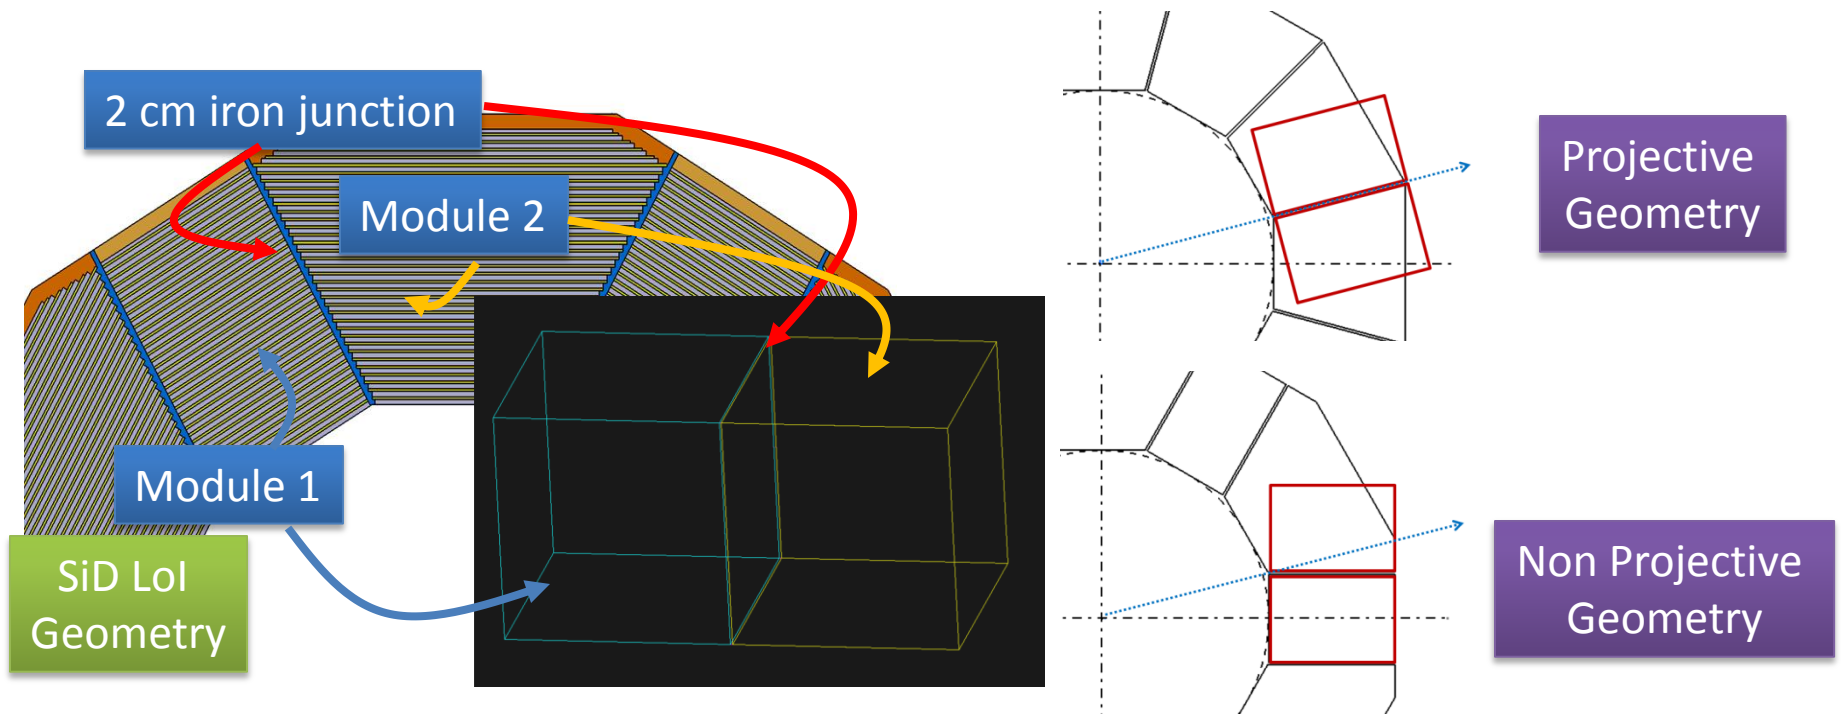 2 cm iron junction
Module 2
Module 1
SiD LoI
Geometry
Projective
Geometry
Non Projective
Geometry